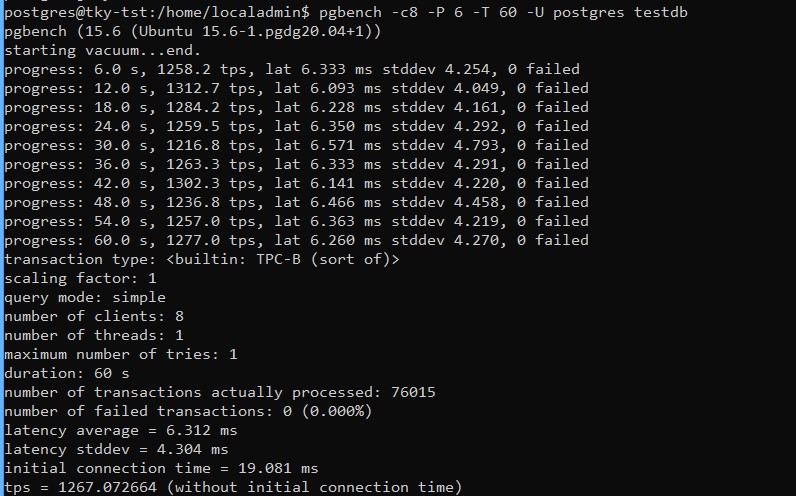 postgres@tky-tst:/home/localadmin$ pgbench -c8 -P 6 -T 60 -U postgres testdb
pgbench (15.6 (Ubuntu 15.6-1.pgdg20.04+1))
starting vacuum...end.
progress: 6.0 s, 1258.2 tps, lat 6.333 ms stddev 4.254, 0 failed
progress: 12.0 s, 1312.7 tps, lat 6.093 ms stddev 4.049, 0 failed
progress: 18.0 s, 1284.2 tps, lat 6.228 ms stddev 4.161, 0 failed
progress: 24.0 s, 1259.5 tps, lat 6.350 ms stddev 4.292, 0 failed
progress: 30.0 s, 1216.8 tps, lat 6.571 ms stddev 4.793, 0 failed
progress: 36.0 s, 1263.3 tps, lat 6.333 ms stddev 4.291, 0 failed
progress: 42.0 s, 1302.3 tps, lat 6.141 ms stddev 4.220, 0 failed
progress: 48.0 s, 1236.8 tps, lat 6.466 ms stddev 4.458, 0 failed
progress: 54.0 s, 1257.0 tps, lat 6.363 ms stddev 4.219, 0 failed
progress: 60.0 s, 1277.0 tps, lat 6.260 ms stddev 4.270, 0 failed
transaction type: <builtin: TPC-B (sort of)>
scaling factor: 1
query mode: simple
number of clients: 8
number of threads: 1
maximum number of tries: 1
duration: 60 s
number of transactions actually processed: 76015
number of failed transactions: 0 (0.000%)
latency average = 6.312 ms
latency stddev = 4.304 ms
initial connection time = 19.081 ms
tps = 1267.072664 (without initial connection time)